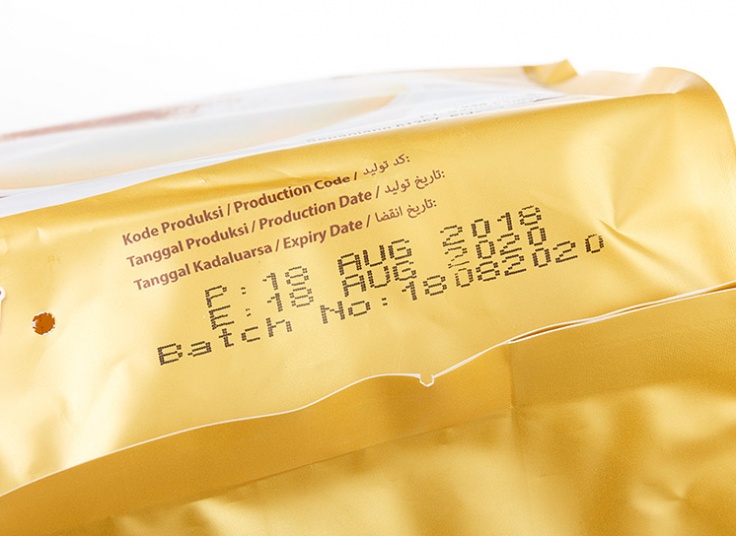 Kode Produksi / Production Code / کد تولید:
Tanggal Produksi / Production Date / تاریخ تولید:
Tanggal Kadaluarsa / Expiry Date / تاریخ انقضا:
P: 18 AUG 2018
E: 18 AUG 2020
Batch No: 18082020